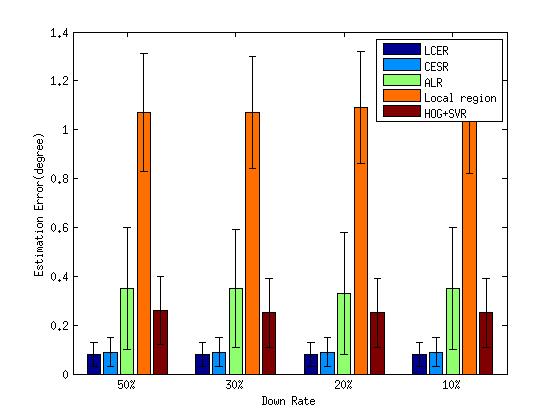 1.4
1.2
1
0.8
0.6
0.4
0.2
0
Estimation Error(degree)
LCER
CESR
ALR
Local region
HOG+SVR
50% 30% 20% 10%
Down Rate